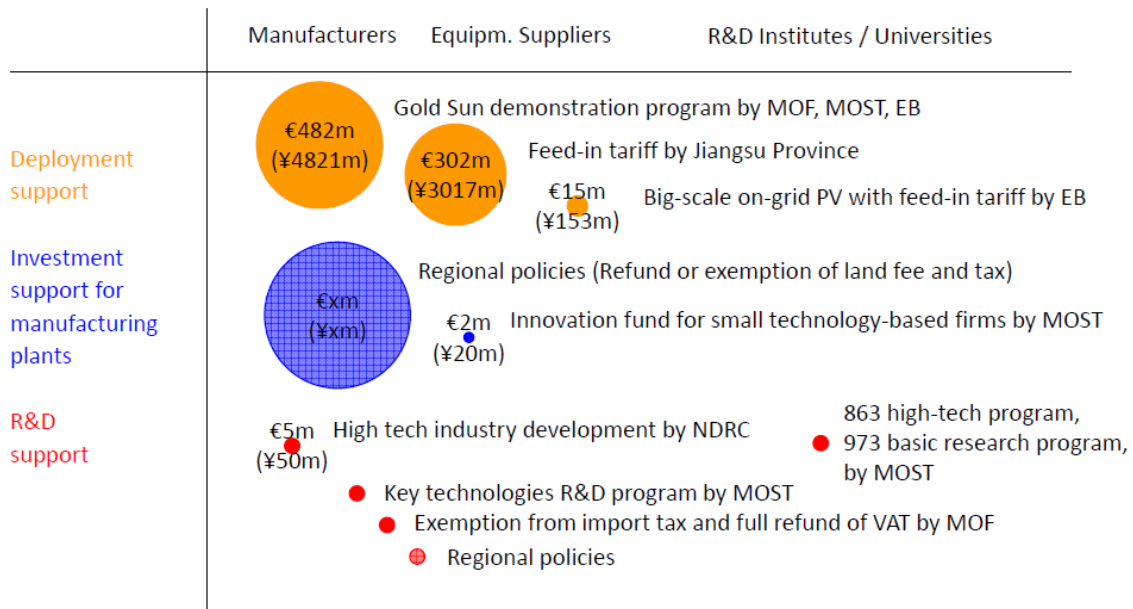 Manufacturers Equipm. Suppliers R&D Institutes / Universities
Gold Sun demonstration program by MOF, MOST, EB
€482m
(¥4821m)
Deployment
support
€302m
(¥3017m)
Feed-in tariff by Jiangsu Province
€15m
(¥153m)
Big-scale on-grid PV with feed-in tariff by EB
Investment
support for
manufacturing
plants
Regional policies (Refund or exemption of land fee and tax)
€xm
(¥xm)
€2m
(¥20m)
Innovation fund for small technology-based firms by MOST
R&D
support
€5m
(¥50m)
High tech industry development by NDRC
863 high-tech program,
973 basic research program,
by MOST
Key technologies R&D program by MOST
Exemption from import tax and full refund of VAT by MOF
Regional policies